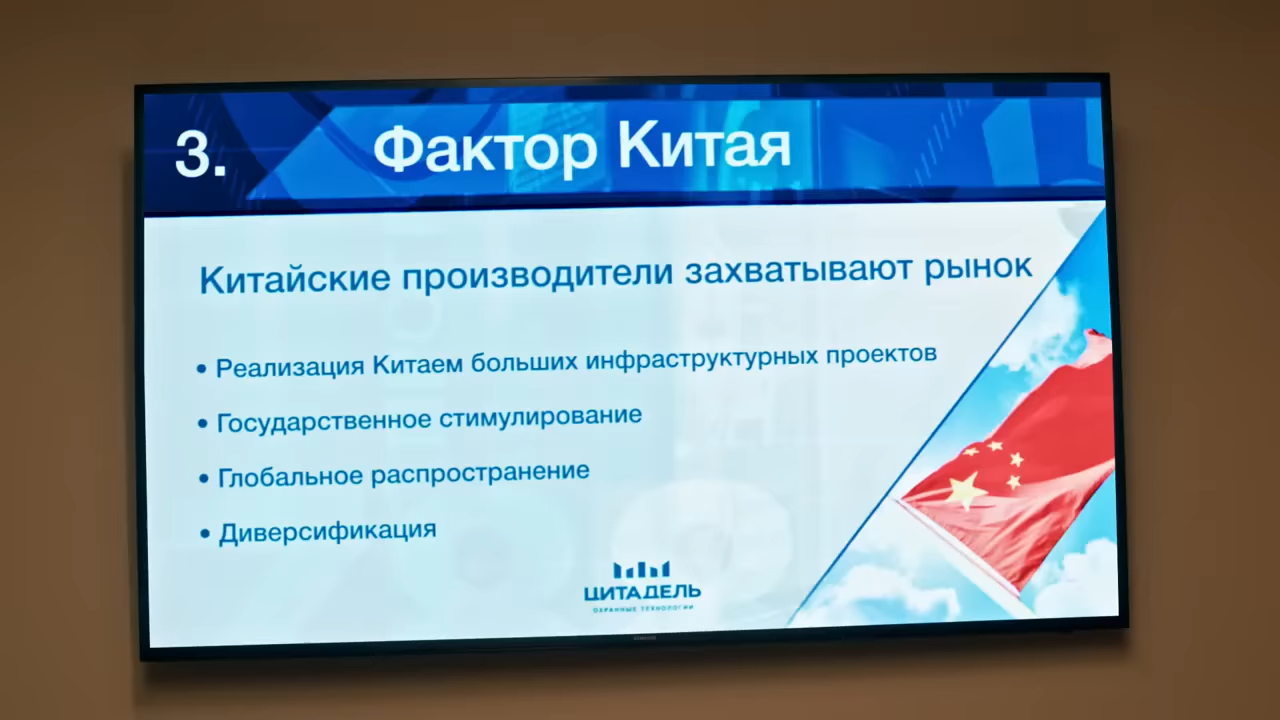 3.
Фактор Китая
Китайские производители захватывают рынок
• Реализация Китаем больших инфраструктурных проектов
• Государственное стимулирование
• Глобальное распространение
• Диверсификация
ЦИТАДЕЛЬ
ОХРАННЫЕ ТЕХНОЛОГИИ
SAMSUNG